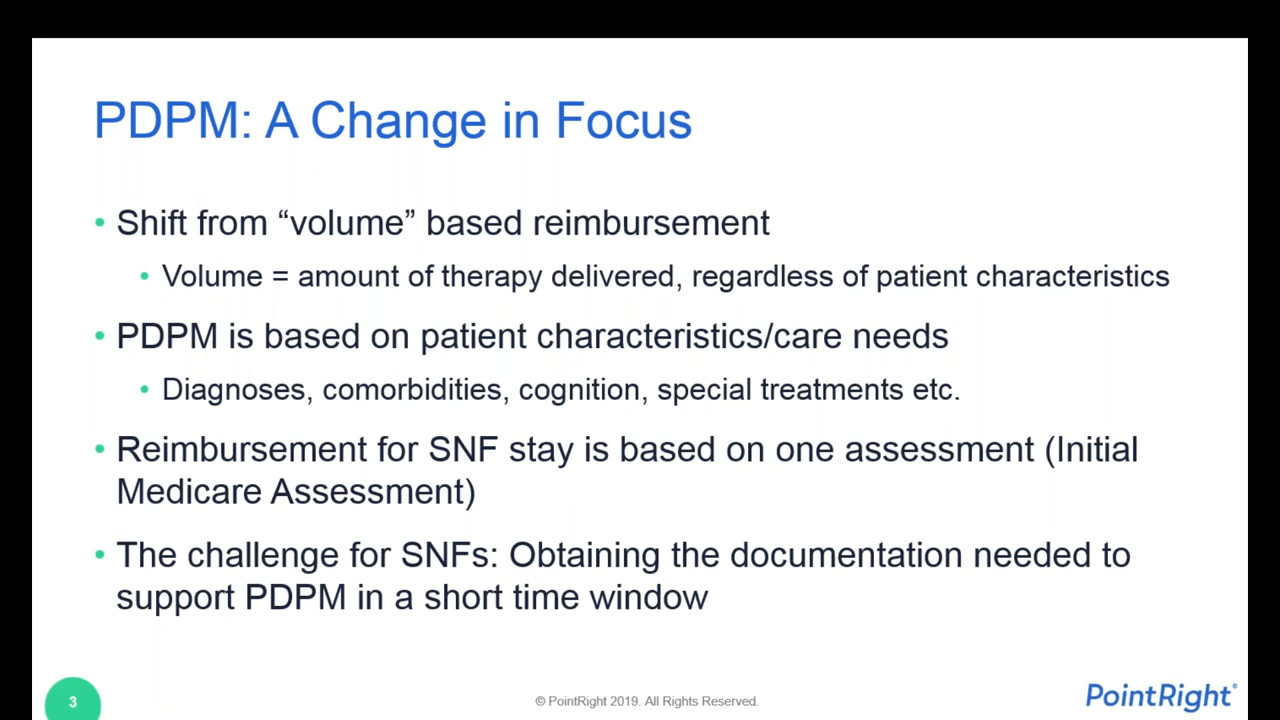 PDPM: A Change in Focus
• Shift from “volume” based reimbursement
• Volume = amount of therapy delivered, regardless of patient characteristics
• PDPM is based on patient characteristics/care needs
• Diagnoses, comorbidities, cognition, special treatments etc.
• Reimbursement for SNF stay is based on one assessment (Initial
Medicare Assessment)
• The challenge for SNFs: Obtaining the documentation needed to
support PDPM in a short time window
3
© PointRight 2019. All Rights Reserved.
PointRight®